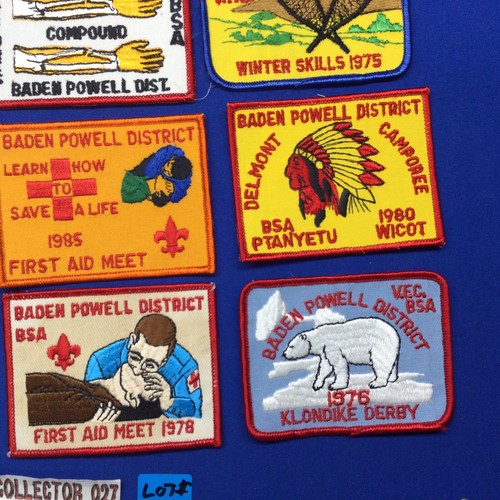 COMPOUND
BSA
BADEN POWELL DIST.
WINTER SKILLS 1975
BADEN POWELL DISTRICT
LEARN HOW
TO
SAVE A LIFE
1985
FIRST AID MEET
BADEN POWELL DISTRICT
DELMONT
CAMPOREE
BSA
PTANYETU
1980
WICOT
BADEN POWELL DISTRICT
BSA
FIRST AID MEET 1978
V.F.C.
BSA
BADEN POWELL DISTRICT
1976
KLONDIKE DERBY
COLLECTOR 027
LOT#